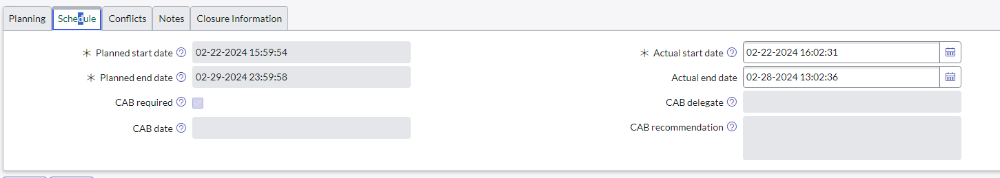 Planning Schedule Conflicts Notes Closure Information
* Planned start date 02-22-2024 15:59:54
* Actual start date 02-22-2024 16:02:31
* Planned end date 02-29-2024 23:59:58
Actual end date 02-28-2024 13:02:36
CAB required
CAB delegate
CAB date
CAB recommendation